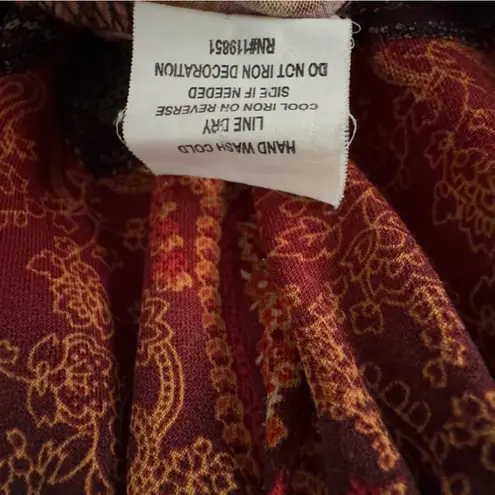 HAND WASH COLD
LINE DRY
COOL IRON ON REVERSE
SIDE IF NEEDED
DO NOT IRON DECORATION
RN#119851